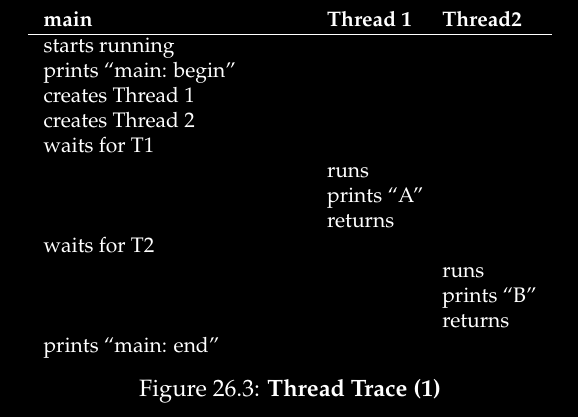 main Thread 1 Thread2
starts running
prints “main: begin”
creates Thread 1
creates Thread 2
waits for T1
runs
prints “A”
returns
waits for T2
runs
prints “B”
returns
prints “main: end”
Figure 26.3: Thread Trace (1)